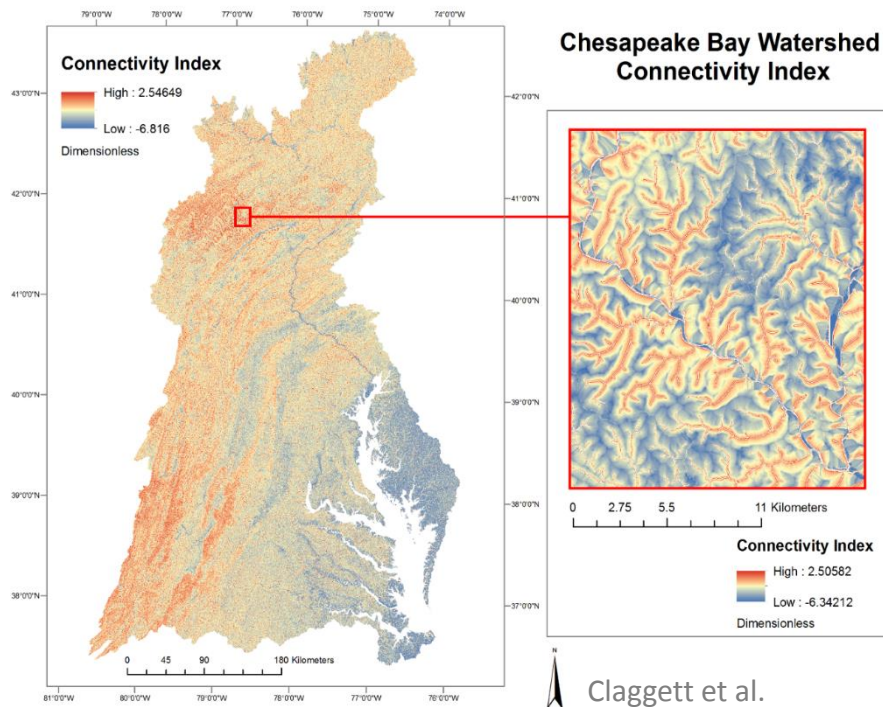 79°0'0"W
78°0'0"W
77°0'0"W
76°0'0"W
75°0'0"W
74°0'0"W
Connectivity Index
High : 2.54649
Low : -6.816
Dimensionless
43°0'0"N
42°0'0"N
41°0'0"N
40°0'0"N
39°0'0"N
38°0'0"N
42°0'0"N
41°0'0"N
40°0'0"N
39°0'0"N
38°0'0"N
37°0'0"N
0 45 90 180 Kilometers
81°0'0"W
80°0'0"W
79°0'0"W
78°0'0"W
77°0'0"W
76°0'0"W
Chesapeake Bay Watershed
Connectivity Index
0 2.75 5.5 11 Kilometers
Connectivity Index
High : 2.50582
Low : -6.34212
Dimensionless
N
Claggett et al.